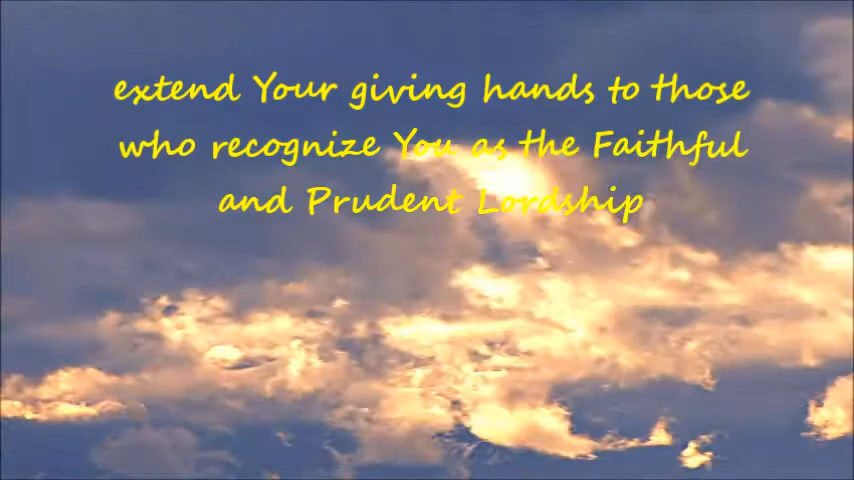 extend Your giving hands to those
who recognize You as the Faithful
and Prudent Lordship